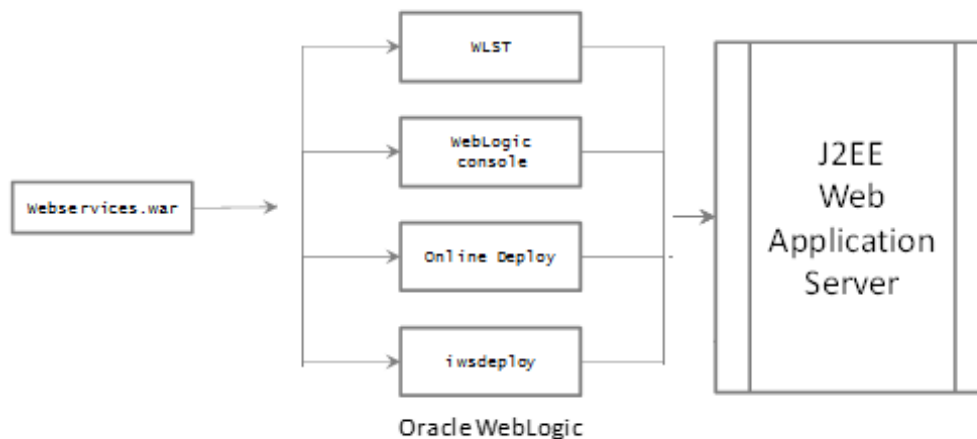 WLST
WebLogic
console
Webservices.war
Online Deploy
iwsdeploy
Oracle WebLogic
J2EE
Web
Application
Server